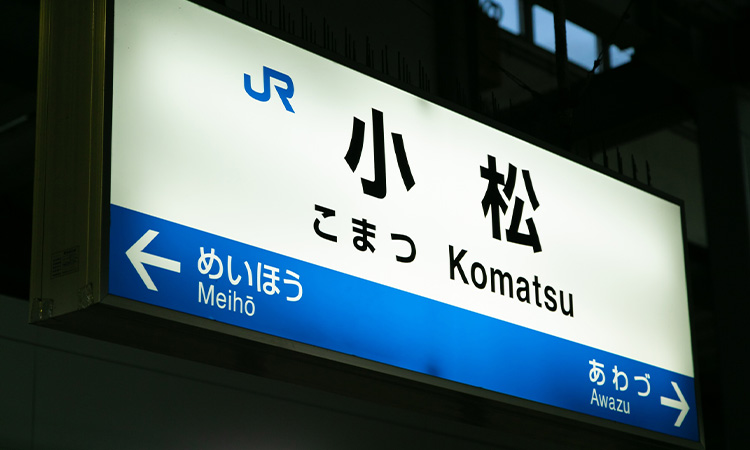 JR
小松
こまつ Komatsu
← めいほう
Meihō
あわづ →
Awazu